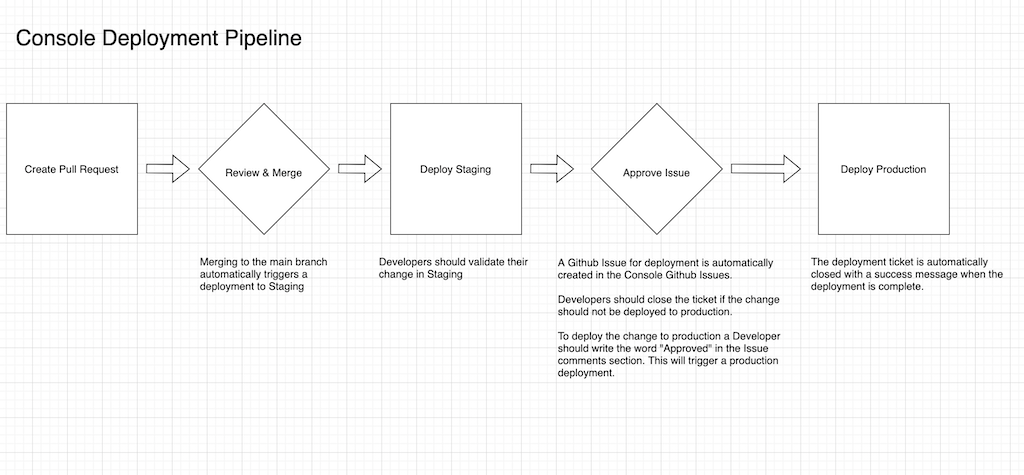 Console Deployment Pipeline
Create Pull Request
Review & Merge
Deploy Staging
Approve Issue
Deploy Production
Merging to the main branch
automatically triggers a
deployment to Staging
Developers should validate their
change in Staging
A Github Issue for deployment is automatically
created in the Console Github Issues.
Developers should close the ticket if the change
should not be deployed to production.
To deploy the change to production a Developer
should write the word "Approved" in the Issue
comments section. This will trigger a production
deployment.
The deployment ticket is automatically
closed with a success message when the
deployment is complete.